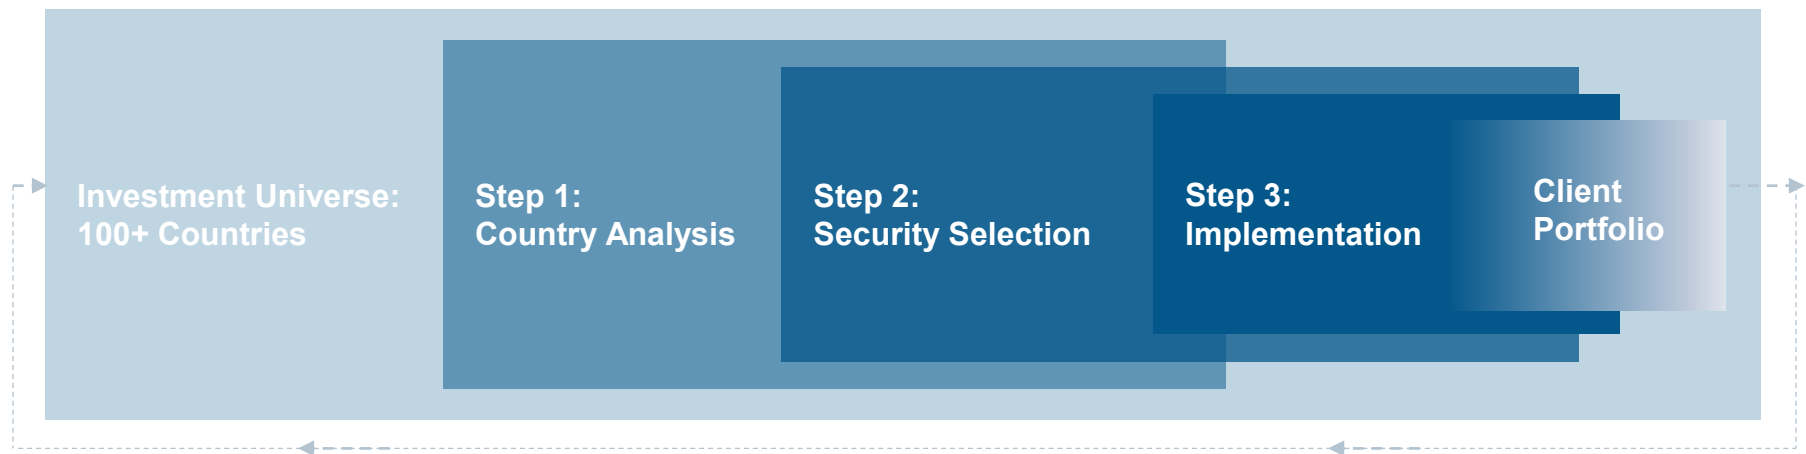 Investment Universe:
100+ Countries
Step 1:
Country Analysis
Step 2:
Security Selection
Step 3:
Implementation
Client
Portfolio